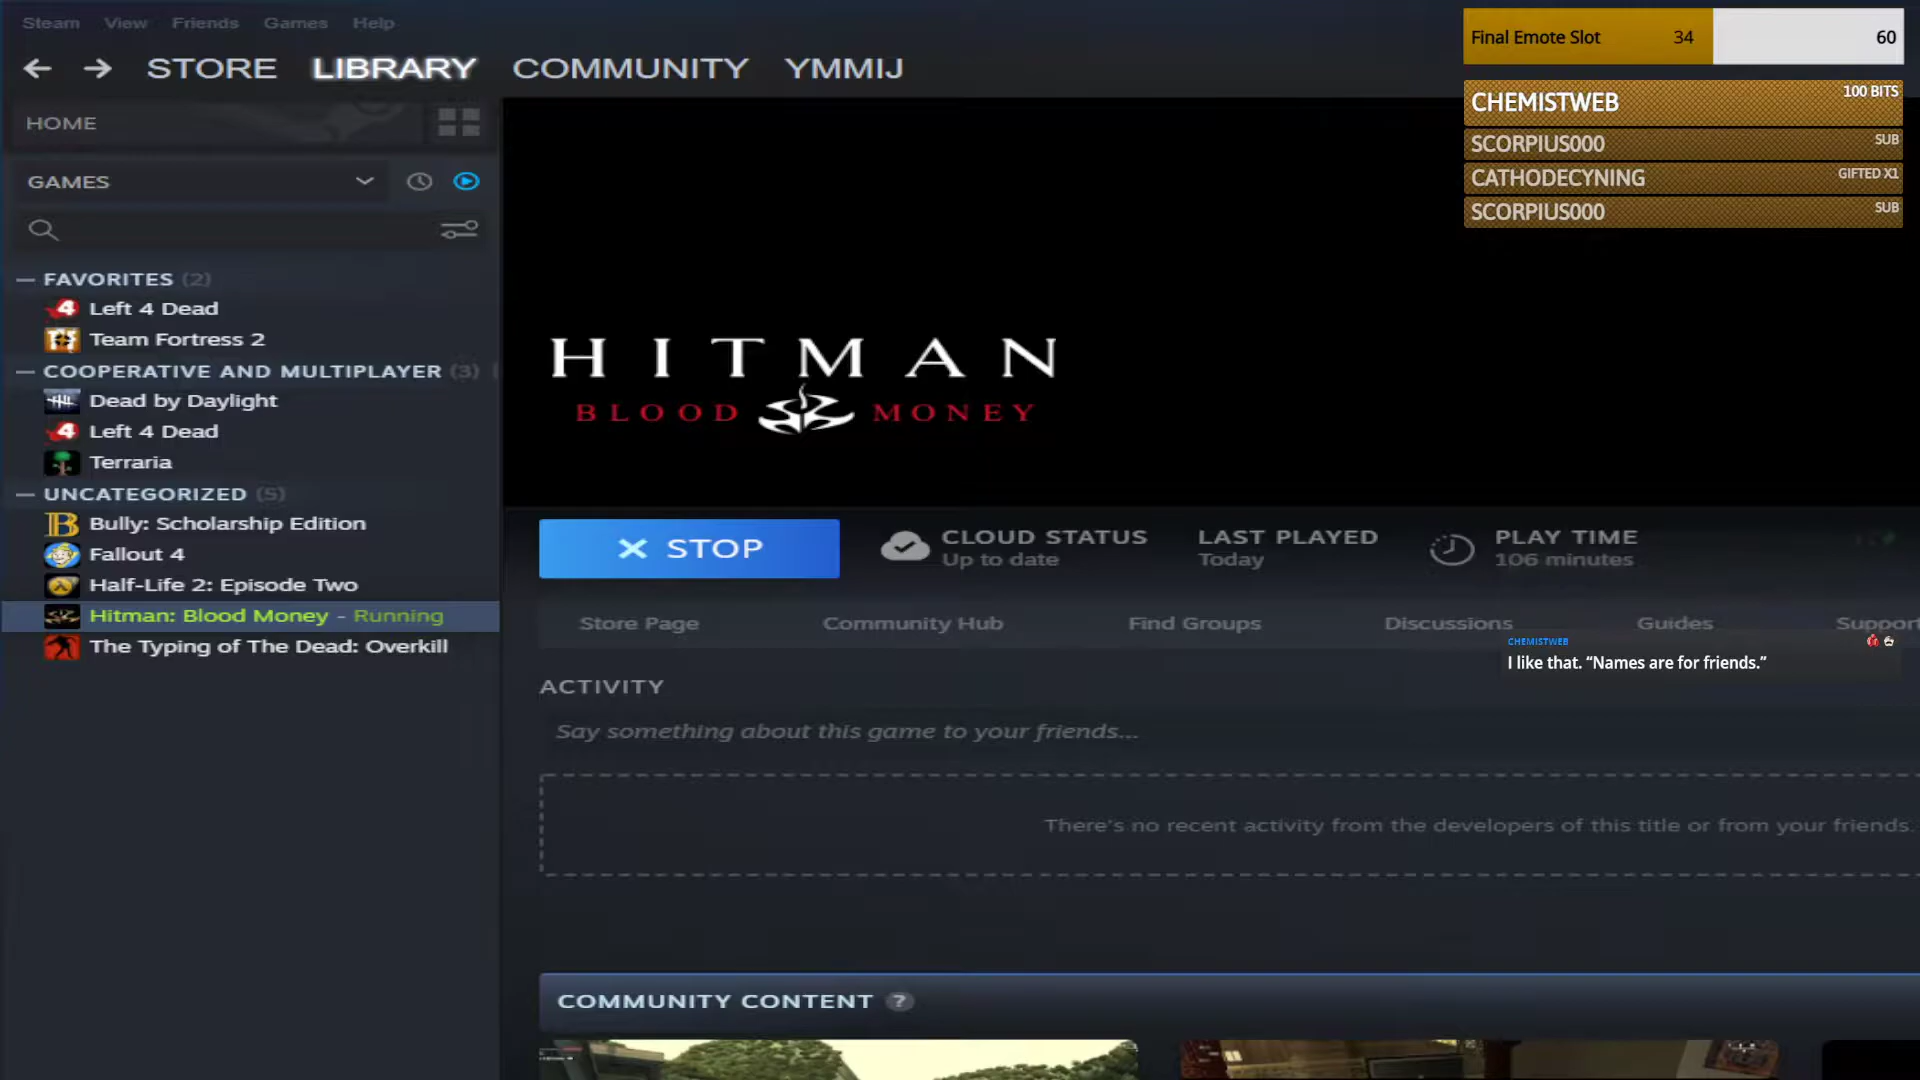 Steam View Friends Games Help
STORE LIBRARY COMMUNITY YMMIJ
HOME
GAMES
— FAVORITES (2)
Left 4 Dead
Team Fortress 2
— COOPERATIVE AND MULTIPLAYER (3)
Dead by Daylight
Left 4 Dead
Terraria
— UNCATEGORIZED (5)
Bully: Scholarship Edition
Fallout 4
Half-Life 2: Episode Two
Hitman: Blood Money - Running
The Typing of The Dead: Overkill
HITMAN
BLOOD MONEY
STOP
CLOUD STATUS
Up to date
LAST PLAYED
Today
PLAY TIME
106 minutes
Store Page Community Hub Find Groups Discussions Guides Support
ACTIVITY
Say something about this game to your friends...
There's no recent activity from the developers of this title or from your friends.
COMMUNITY CONTENT ?
Final Emote Slot 34 60
CHEMISTWEB 100 BITS
SCORPIUS000 SUB
CATHODECYNING GIFTED X1
SCORPIUS000 SUB
CHEMISTWEB
I like that. “Names are for friends.”